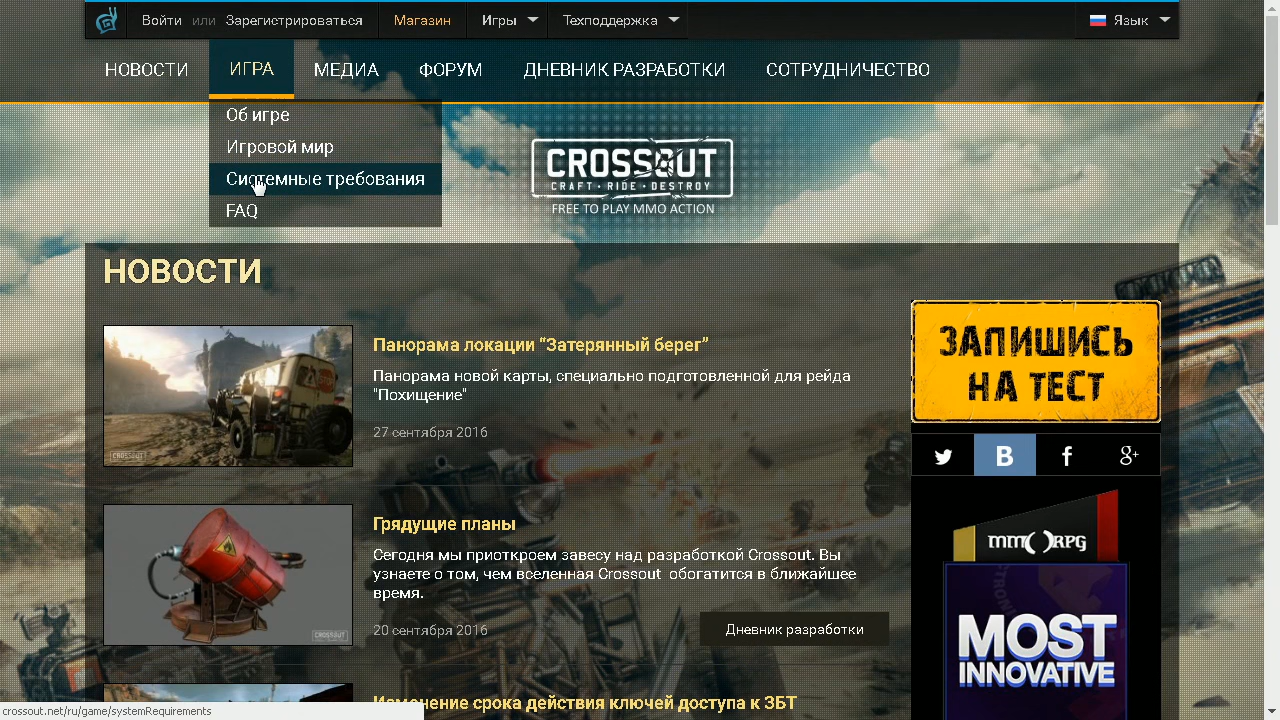 Войти или Зарегистрироваться Магазин Игры Техподдержка Язык
НОВОСТИ ИГРА МЕДИА ФОРУМ ДНЕВНИК РАЗРАБОТКИ СОТРУДНИЧЕСТВО
Об игре
Игровой мир
Системные требования
FAQ
CROSSOUT
CRAFT • RIDE • DESTROY
FREE TO PLAY MMO ACTION
НОВОСТИ
Панорама локации “Затерянный берег”
Панорама новой карты, специально подготовленной для рейда
"Похищение"
27 сентября 2016
CROSSOUT
Грядущие планы
Сегодня мы приоткроем завесу над разработкой Crossout. Вы
узнаете о том, чем вселенная Crossout обогатится в ближайшее
время.
20 сентября 2016
Дневник разработки
CROSSOUT
Изменение срока действия ключей доступа к ЗБТ
ЗАПИШИСЬ
НА ТЕСТ
B f g+
mmorpg
MOST
INNOVATIVE
crossout.net/ru/game/systemRequirements